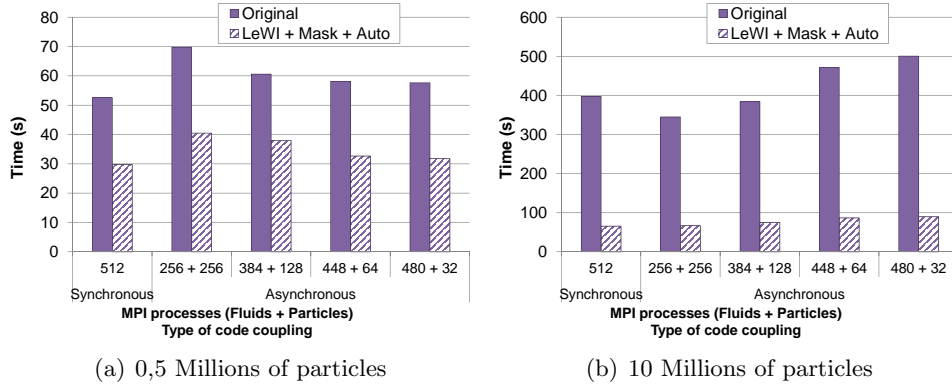 80
70
60
50
40
30
20
10
0
Time (s)
Original
LeWI + Mask + Auto
512
256 + 256
384 + 128
448 + 64
480 + 32
Synchronous
Asynchronous
MPI processes (Fluids + Particles)
Type of code coupling
(a) 0,5 Millions of particles
600
500
400
300
200
100
0
Time (s)
Original
LeWI + Mask + Auto
512
256 + 256
384 + 128
448 + 64
480 + 32
Synchronous
Asynchronous
MPI processes (Fluids + Particles)
Type of code coupling
(b) 10 Millions of particles